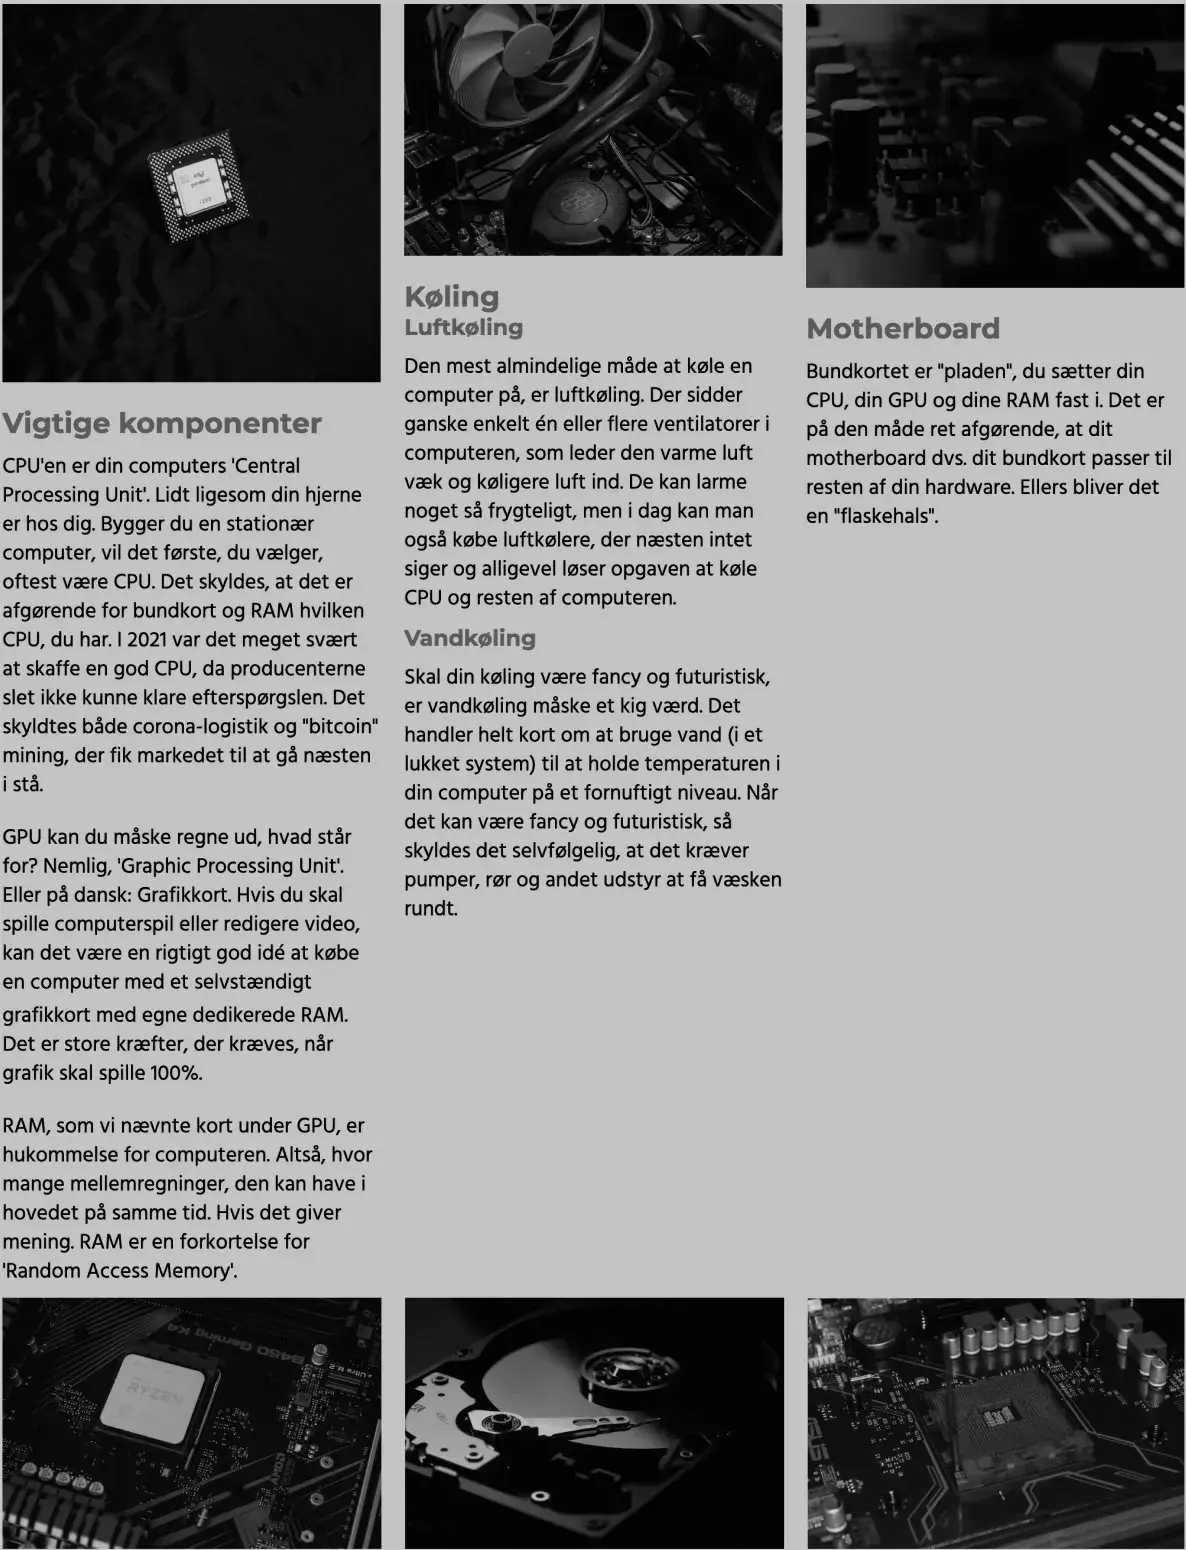 intel
pentium
Vigtige komponenter
CPU'en er din computers 'Central
Processing Unit'. Lidt ligesom din hjerne
er hos dig. Bygger du en stationær
computer, vil det første, du vælger,
oftest være CPU. Det skyldes, at det er
afgørende for bundkort og RAM hvilken
CPU, du har. I 2021 var det meget svært
at skaffe en god CPU, da producenterne
slet ikke kunne klare efterspørgslen. Det
skyldtes både corona-logistik og "bitcoin"
mining, der fik markedet til at gå næsten
i stå.
GPU kan du måske regne ud, hvad står
for? Nemlig, 'Graphic Processing Unit'.
Eller på dansk: Grafikkort. Hvis du skal
spille computerspil eller redigere video,
kan det være en rigtigt god idé at købe
en computer med et selvstændigt
grafikkort med egne dedikerede RAM.
Det er store kræfter, der kræves, når
grafik skal spille 100%.
RAM, som vi nævnte kort under GPU, er
hukommelse for computeren. Altså, hvor
mange mellemregninger, den kan have i
hovedet på samme tid. Hvis det giver
mening. RAM er en forkortelse for
'Random Access Memory'.
Køling
Luftkøling
Den mest almindelige måde at køle en
computer på, er luftkøling. Der sidder
ganske enkelt én eller flere ventilatorer i
computeren, som leder den varme luft
væk og køligere luft ind. De kan larme
noget så frygteligt, men i dag kan man
også købe luftkølere, der næsten intet
siger og alligevel løser opgaven at køle
CPU og resten af computeren.
Vandkøling
Skal din køling være fancy og futuristisk,
er vandkøling måske et kig værd. Det
handler helt kort om at bruge vand (i et
lukket system) til at holde temperaturen i
din computer på et fornuftigt niveau. Når
det kan være fancy og futuristisk, så
skyldes det selvfølgelig, at det kræver
pumper, rør og andet udstyr at få væsken
rundt.
Motherboard
Bundkortet er "pladen", du sætter din
CPU, din GPU og dine RAM fast i. Det er
på den måde ret afgørende, at dit
motherboard dvs. dit bundkort passer til
resten af din hardware. Ellers bliver det
en "flaskehals".
B450 Gaming K4
Ultra M.2
RYZEN